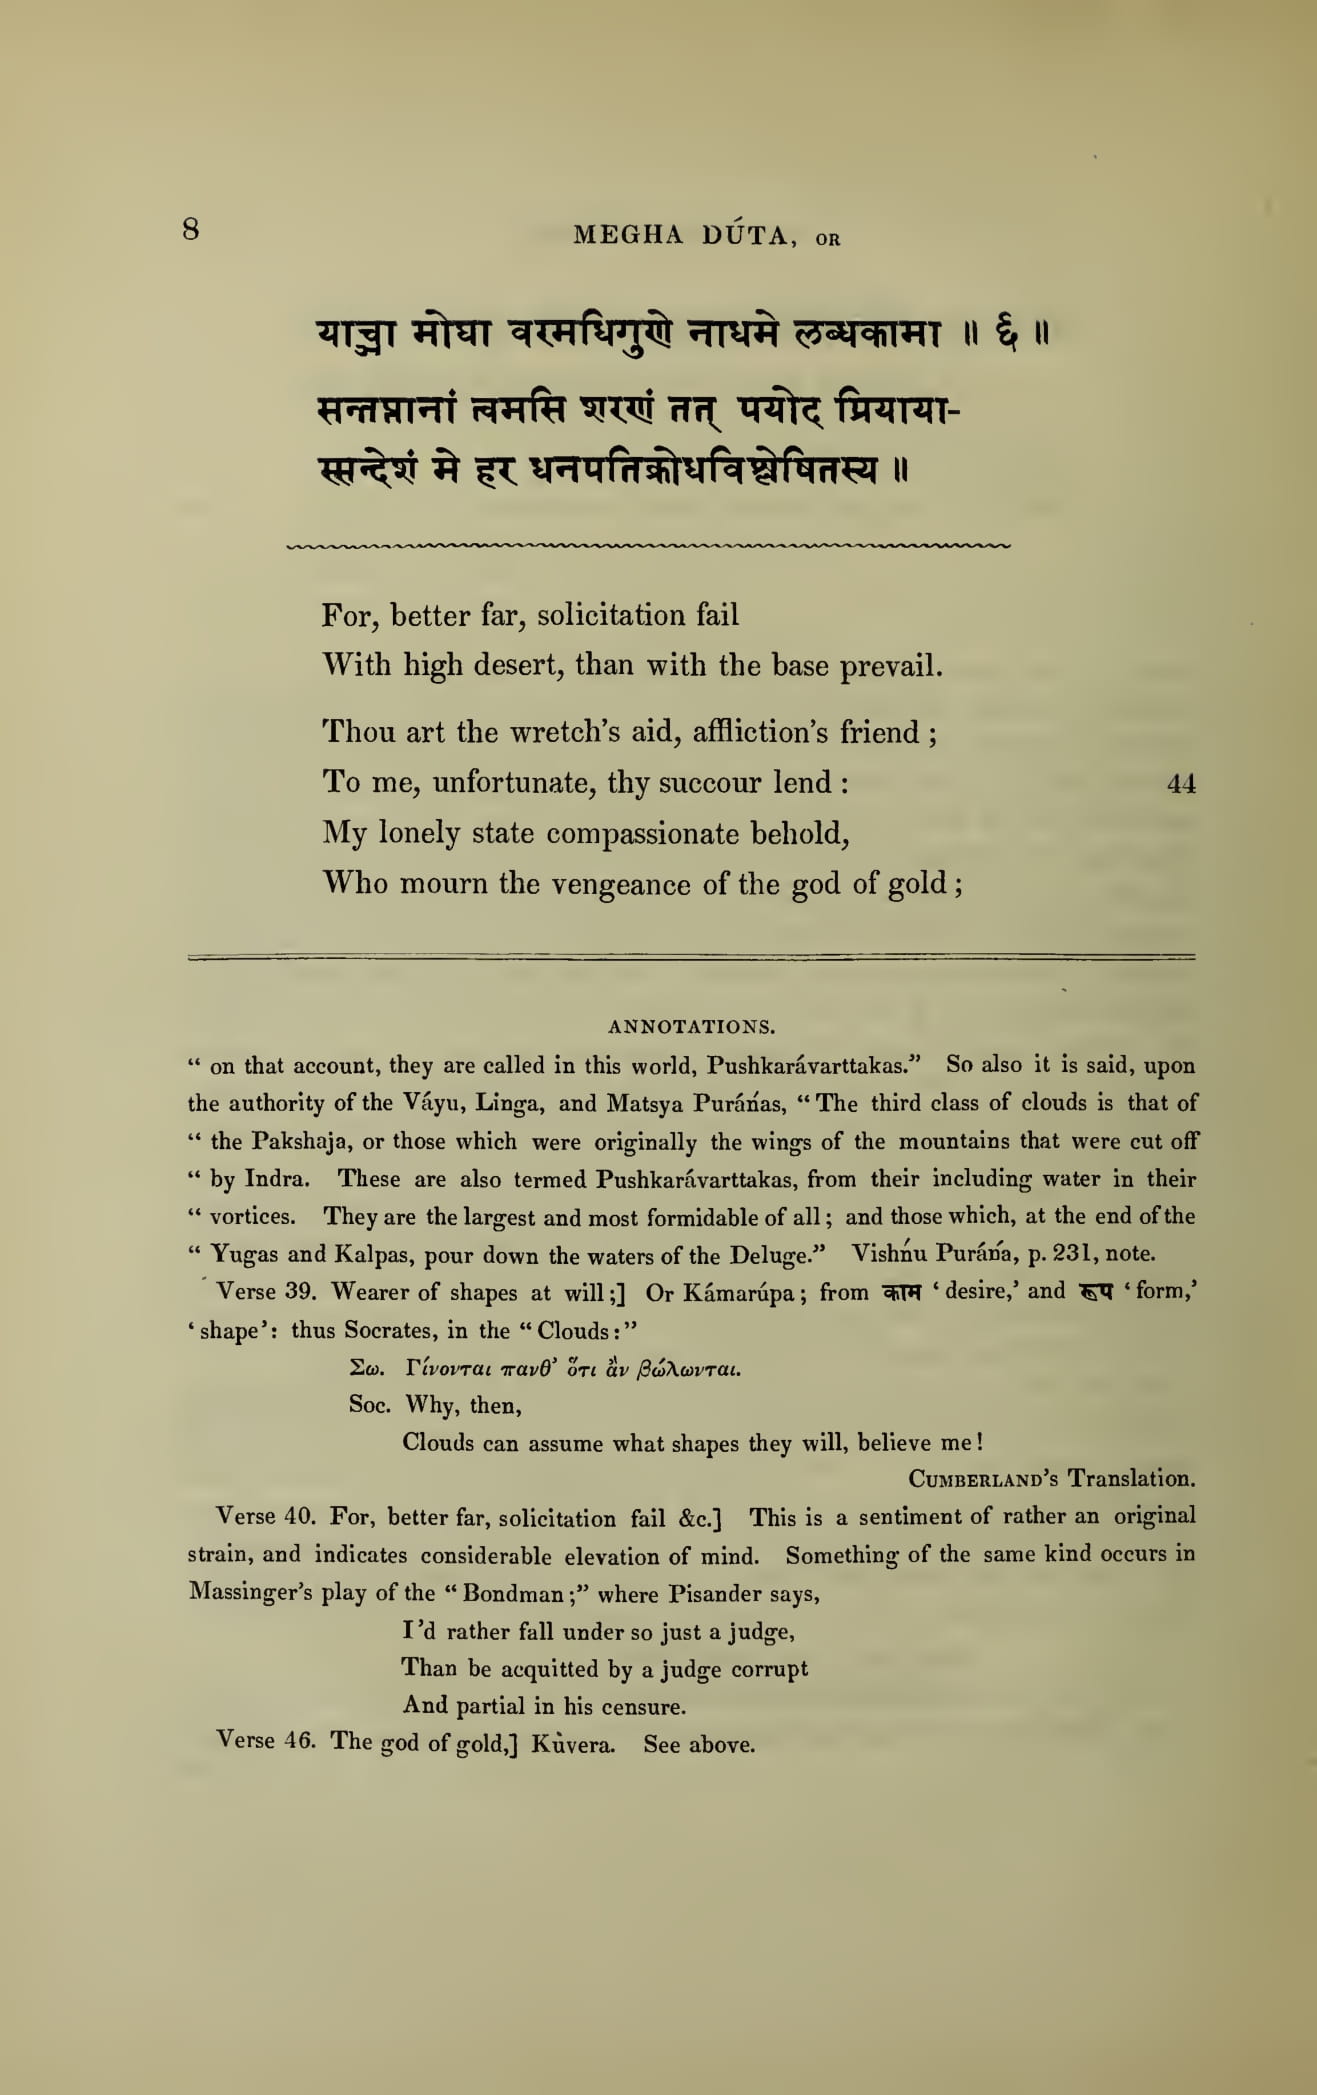 8
MEGHA DÚTA, OR
याच्ञा मोघा वरमधिगुणे नाधमे लब्धकामा ॥ ६ ॥
सन्तप्तानां त्वमसि शरणं तत् पयोद प्रियाया-
स्सन्देशं मे हर धनपतिक्रोधविश्लेषितस्य ॥
For, better far, solicitation fail
With high desert, than with the base prevail.
Thou art the wretch’s aid, affliction’s friend ;
To me, unfortunate, thy succour lend : 44
My lonely state compassionate behold,
Who mourn the vengeance of the god of gold ;
ANNOTATIONS.
“ on that account, they are called in this world, Pushkarávarttakas.” So also it is said, upon
the authority of the Váyu, Linga, and Matsya Puráńas, “ The third class of clouds is that of
“ the Pakshaja, or those which were originally the wings of the mountains that were cut off
“ by Indra. These are also termed Pushkarávarttakas, from their including water in their
“ vortices. They are the largest and most formidable of all ; and those which, at the end of the
“ Yugas and Kalpas, pour down the waters of the Deluge.” Vishńu Puráńa, p. 231, note.
Verse 39. Wearer of shapes at will ;] Or Kámarúpa ; from काम ‘ desire,’ and रूप ‘ form,’
‘ shape’ : thus Socrates, in the “ Clouds :”
Σω. Γίνονται πανθ’ ὅτι ἂν βώλωνται.
Soc. Why, then,
Clouds can assume what shapes they will, believe me !
CUMBERLAND’s Translation.
Verse 40. For, better far, solicitation fail &c.] This is a sentiment of rather an original
strain, and indicates considerable elevation of mind. Something of the same kind occurs in
Massinger’s play of the “ Bondman ;” where Pisander says,
I’d rather fall under so just a judge,
Than be acquitted by a judge corrupt
And partial in his censure.
Verse 46. The god of gold,] Kùvera. See above.